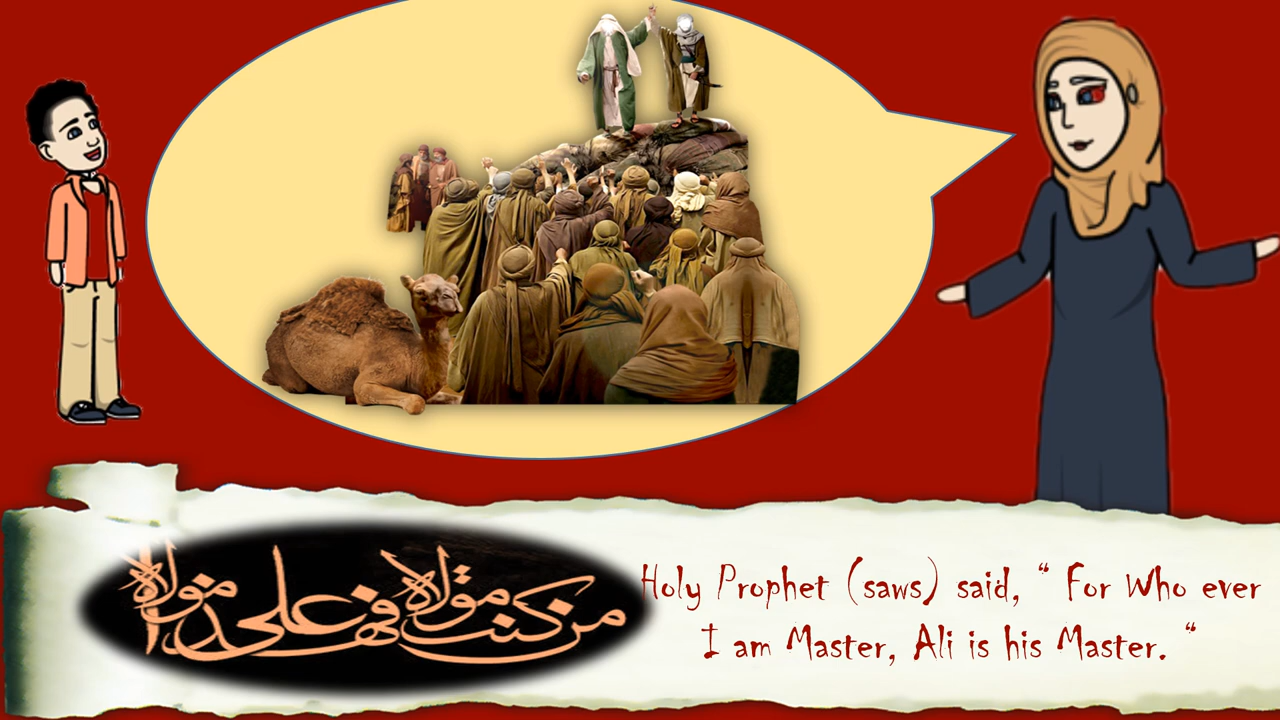 من كنت مولاه فهذا علي مولاه
Holy Prophet (saws) said, “ For Who ever
I am Master, Ali is his Master. “